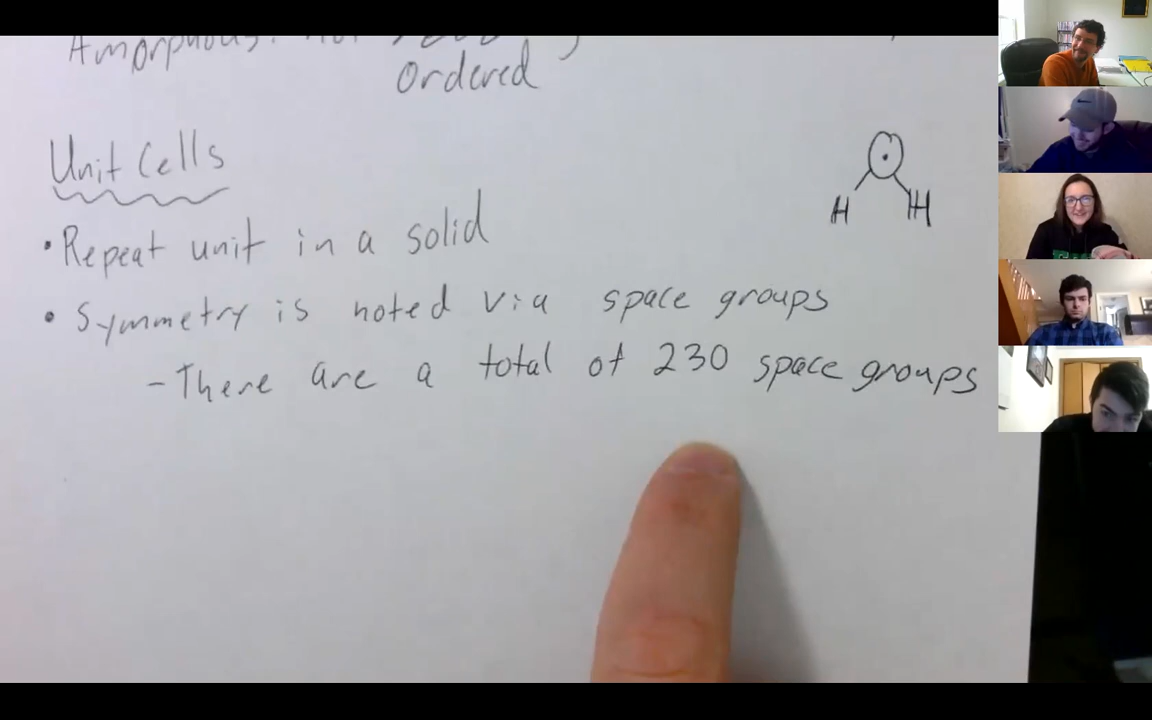 Amorphous:
Ordered
Unit Cells
• Repeat unit in a solid
• Symmetry is noted via space groups
- There are a total of 230 space groups
O
H H